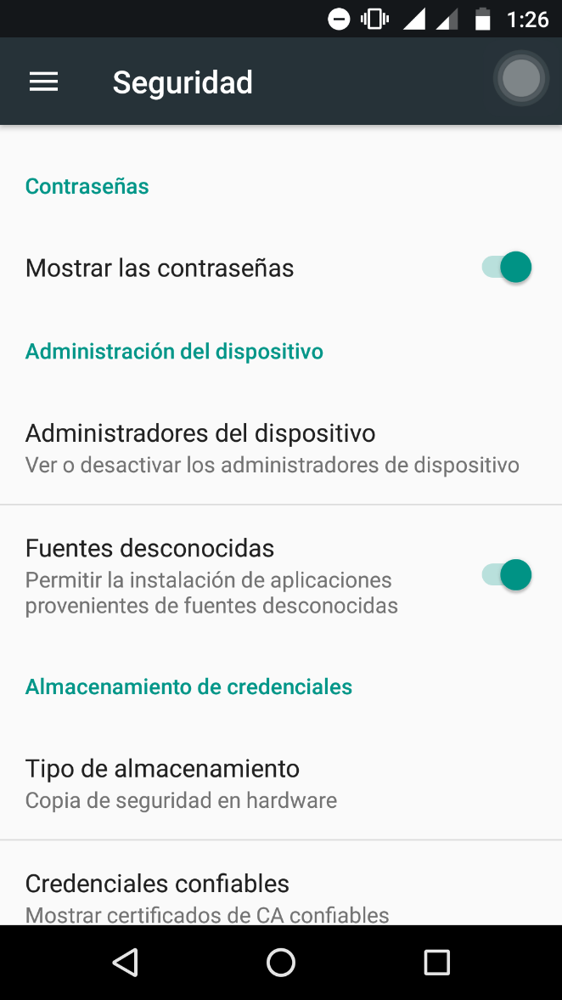 1:26
Seguridad
Contraseñas
Mostrar las contraseñas
Administración del dispositivo
Administradores del dispositivo
Ver o desactivar los administradores de dispositivo
Fuentes desconocidas
Permitir la instalación de aplicaciones
provenientes de fuentes desconocidas
Almacenamiento de credenciales
Tipo de almacenamiento
Copia de seguridad en hardware
Credenciales confiables
Mostrar certificados de CA confiables